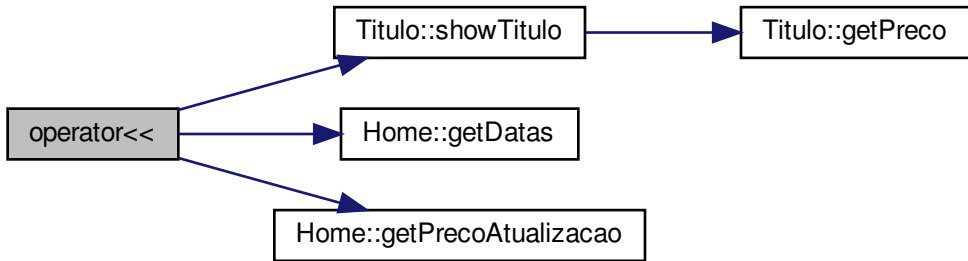 Titulo::showTitulo
Titulo::getPreco
operator<<
Home::getDatas
Home::getPrecoAtualizacao